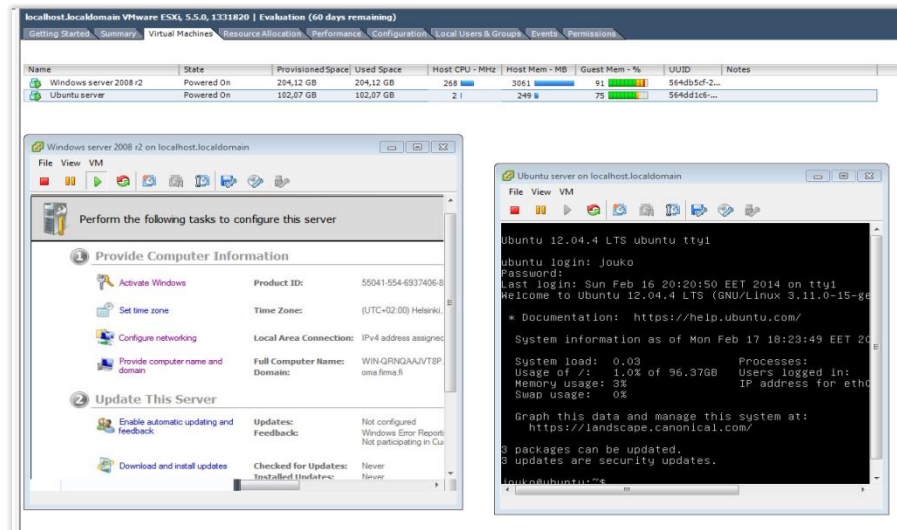 localhost.localdomain VMware ESXi, 5.5.0, 1331820 | Evaluation (60 days remaining)
Getting Started Summary Virtual Machines Resource Allocation Performance Configuration Local Users & Groups Events Permissions
Name State Provisioned Space Used Space Host CPU - MHz Host Mem - MB Guest Mem - % UUID Notes
Windows server 2008 r2 Powered On 204,12 GB 204,12 GB 268 3061 91 564db5cf-2...
Ubuntu server Powered On 102,07 GB 102,07 GB 2 249 75 564dd1c6-...
Windows server 2008 r2 on localhost.localdomain
File View VM
Perform the following tasks to configure this server
1 Provide Computer Information
Activate Windows Product ID: 55041-554-6937406-8
Set time zone Time Zone: (UTC+02:00) Helsinki,
Configure networking Local Area Connection: IPv4 address assigned
Provide computer name and domain Full Computer Name: WIN-QRNQAAJVT8P.
Domain: oma.firma.fi
2 Update This Server
Enable automatic updating and feedback Updates: Not configured
Feedback: Windows Error Reporti
Not participating in Cu
Download and install updates Checked for Updates: Never
Installed Updates: Never
Ubuntu server on localhost.localdomain
File View VM
Ubuntu 12.04.4 LTS ubuntu tty1
ubuntu login: jouko
Password:
Last login: Sun Feb 16 20:20:50 EET 2014 on tty1
Welcome to Ubuntu 12.04.4 LTS (GNU/Linux 3.11.0-15-ge
* Documentation: https://help.ubuntu.com/
System information as of Mon Feb 17 18:23:49 EET 20
System load: 0.03 Processes:
Usage of /: 1.0% of 96.37GB Users logged in:
Memory usage: 3% IP address for eth0
Swap usage: 0%
Graph this data and manage this system at:
https://landscape.canonical.com/
3 packages can be updated.
3 updates are security updates.
jouko@ubuntu:~$